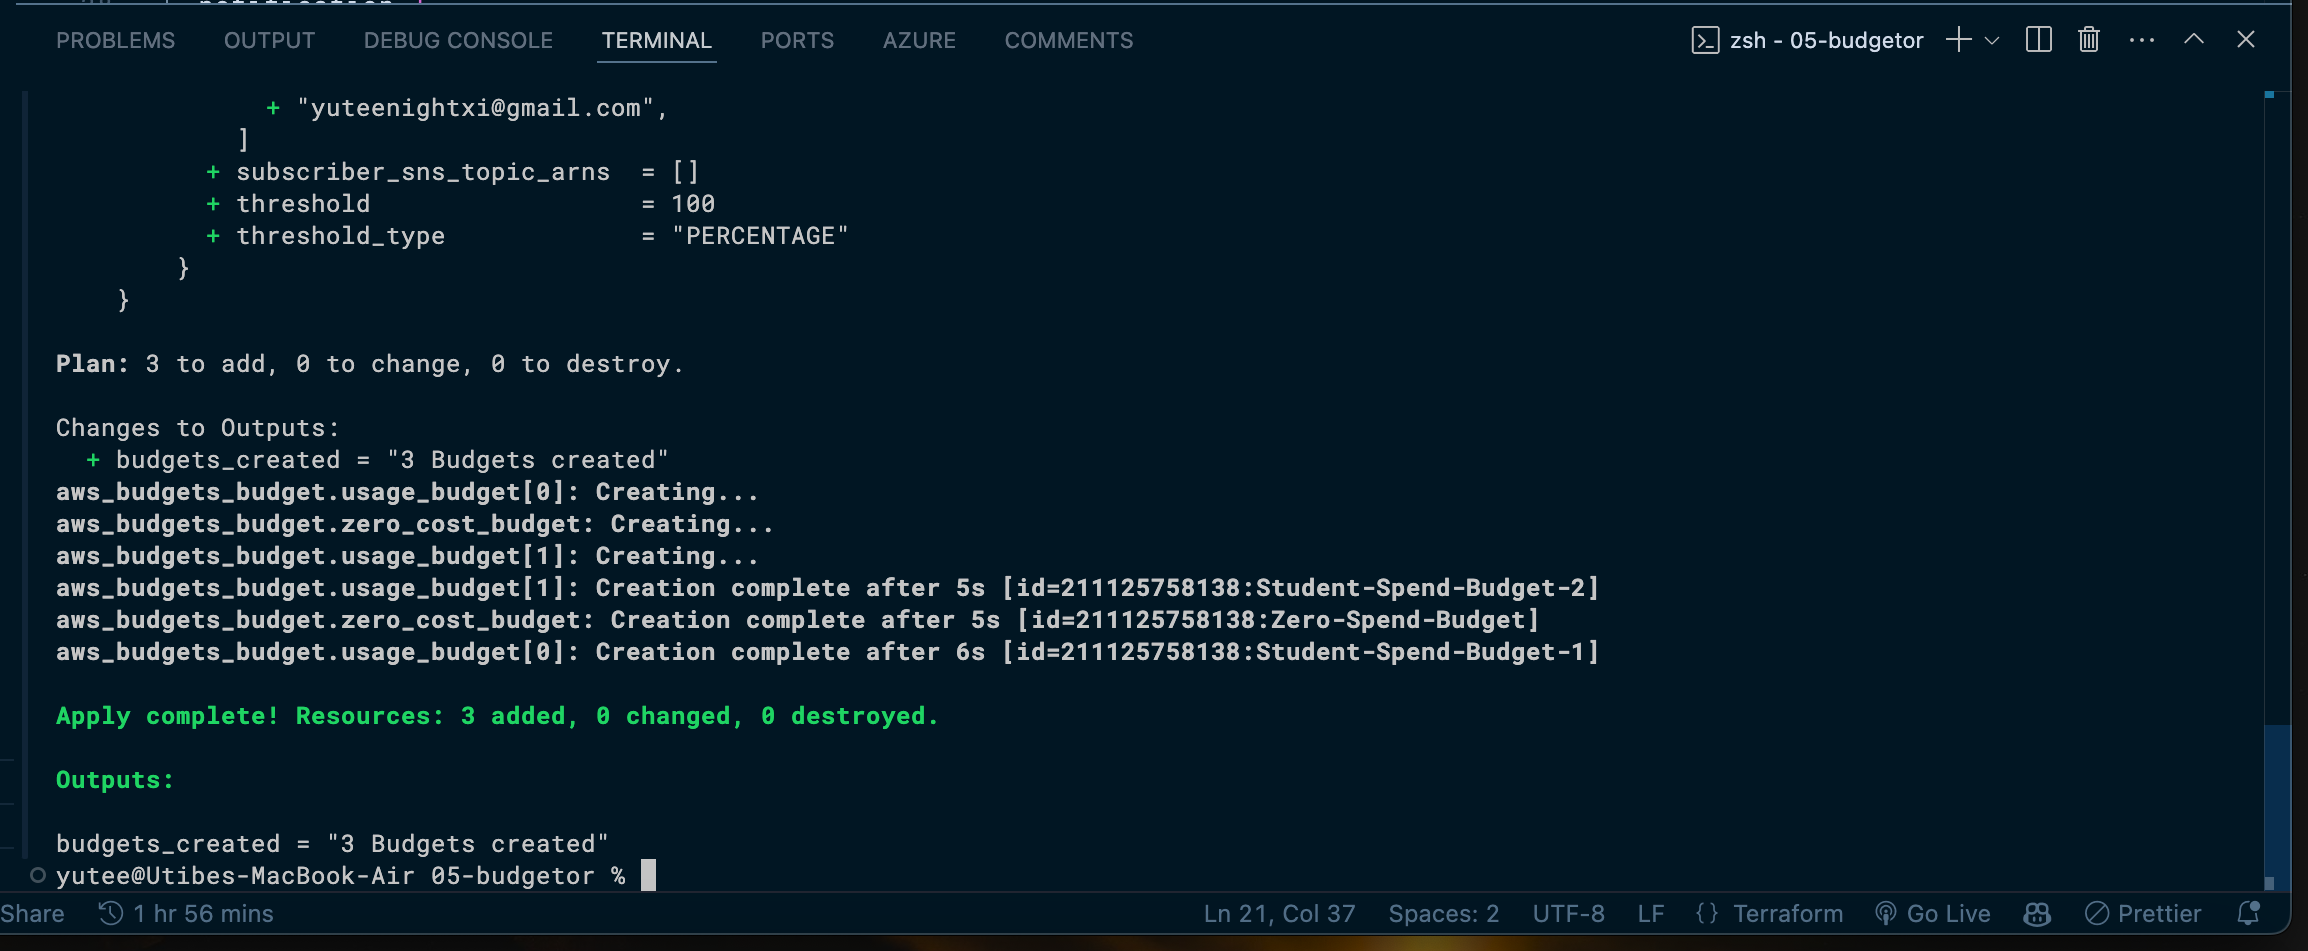 PROBLEMS OUTPUT DEBUG CONSOLE TERMINAL PORTS AZURE COMMENTS zsh - 05-budgetor
+ "yuteenightxi@gmail.com",
]
+ subscriber_sns_topic_arns = []
+ threshold = 100
+ threshold_type = "PERCENTAGE"
}
}
Plan: 3 to add, 0 to change, 0 to destroy.
Changes to Outputs:
+ budgets_created = "3 Budgets created"
aws_budgets_budget.usage_budget[0]: Creating...
aws_budgets_budget.zero_cost_budget: Creating...
aws_budgets_budget.usage_budget[1]: Creating...
aws_budgets_budget.usage_budget[1]: Creation complete after 5s [id=211125758138:Student-Spend-Budget-2]
aws_budgets_budget.zero_cost_budget: Creation complete after 5s [id=211125758138:Zero-Spend-Budget]
aws_budgets_budget.usage_budget[0]: Creation complete after 6s [id=211125758138:Student-Spend-Budget-1]
Apply complete! Resources: 3 added, 0 changed, 0 destroyed.
Outputs:
budgets_created = "3 Budgets created"
yutee@Utibes-MacBook-Air 05-budgetor %
Share 1 hr 56 mins Ln 21, Col 37 Spaces: 2 UTF-8 LF {} Terraform Go Live Prettier